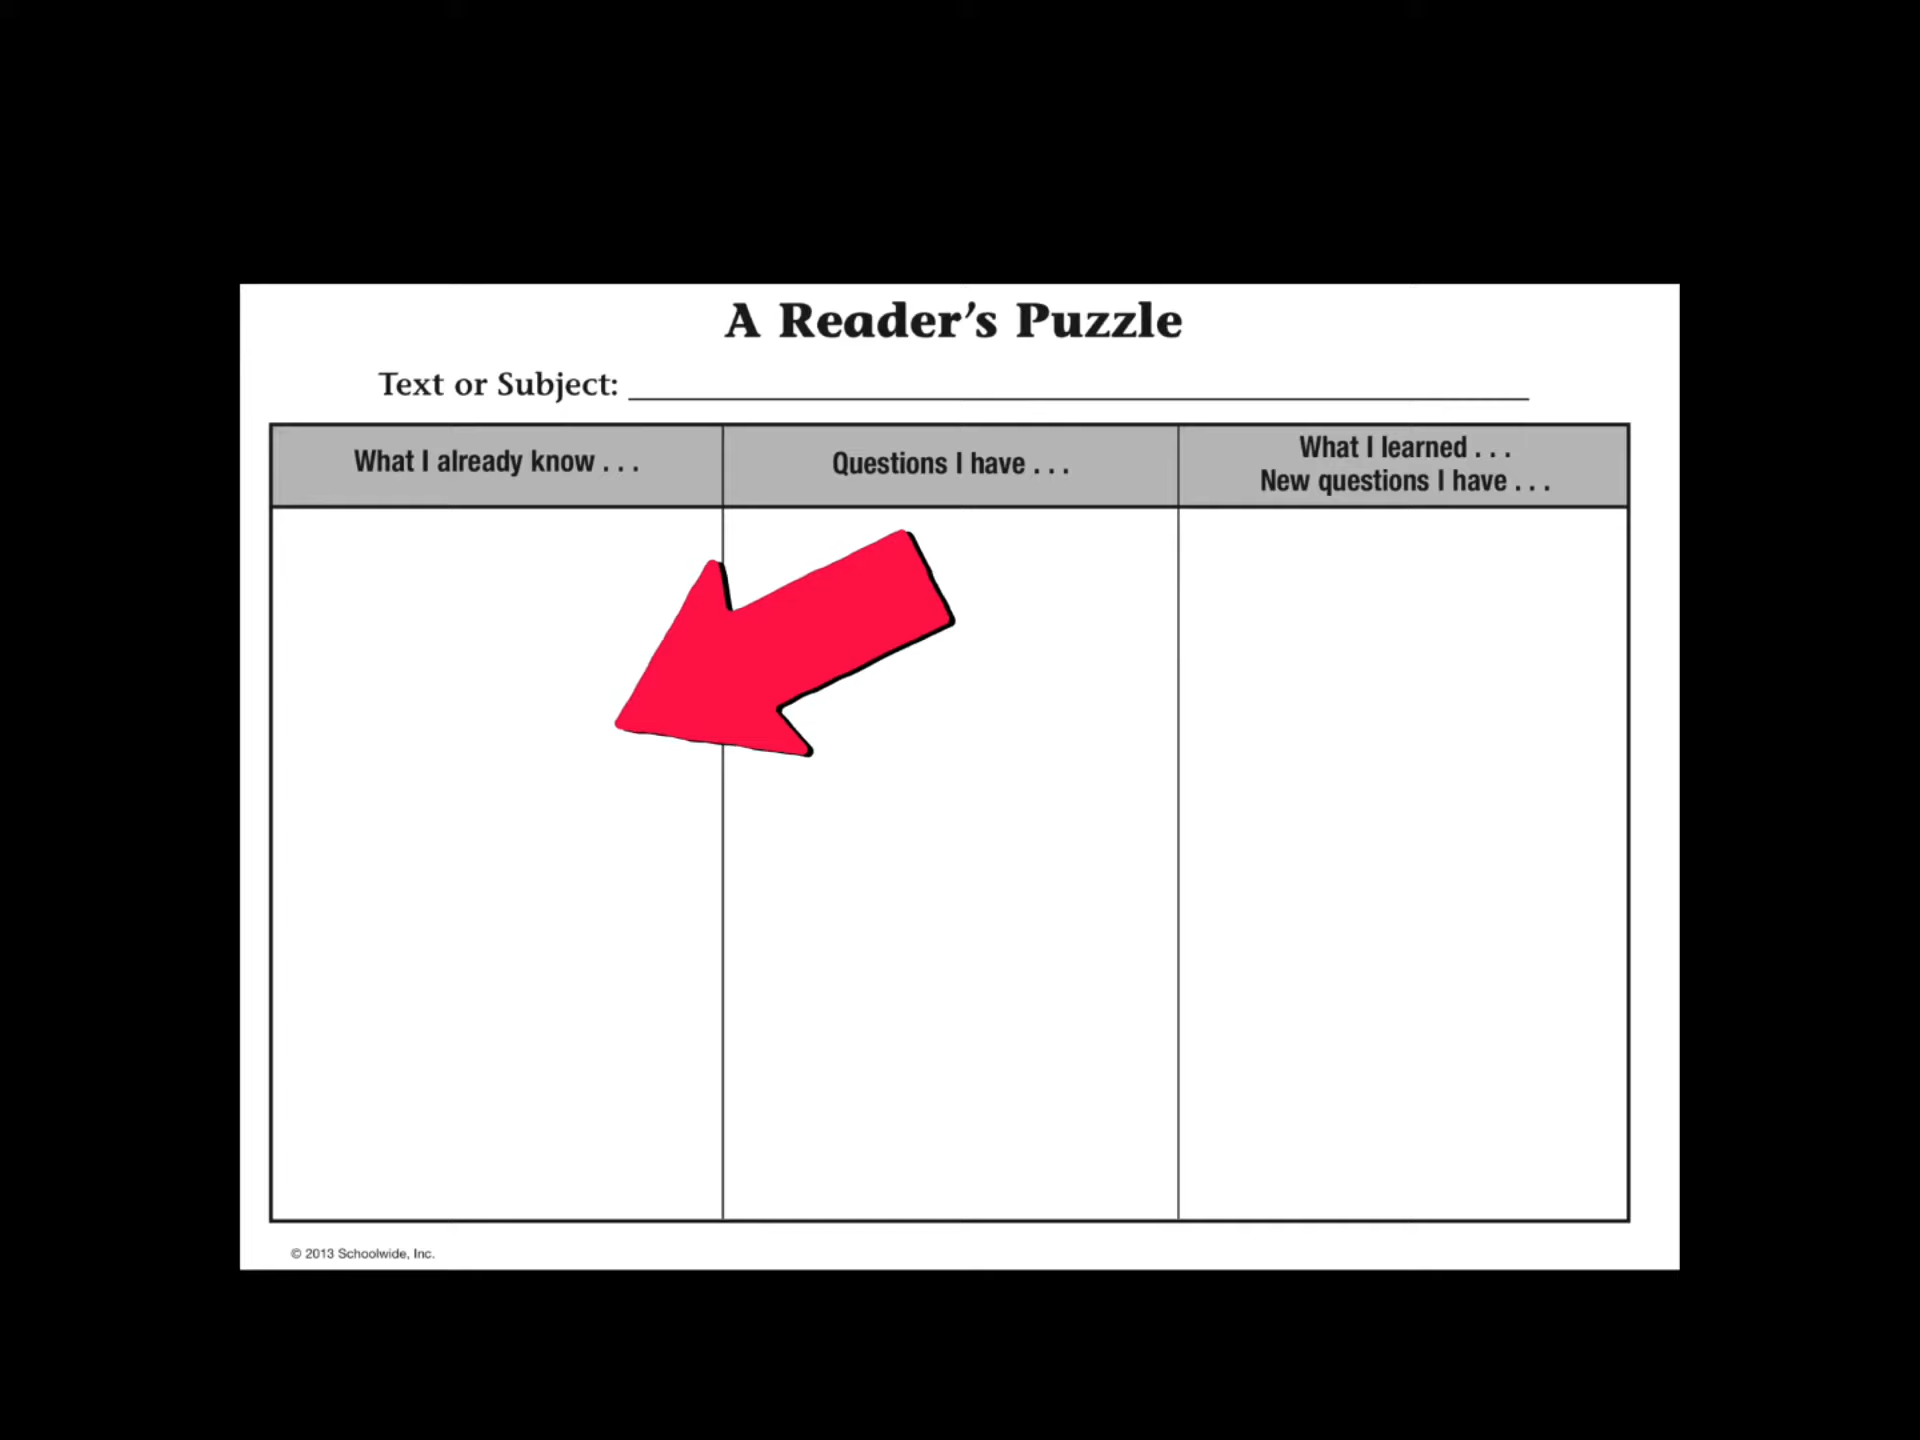 A Reader’s Puzzle
Text or Subject:
What I already know . . .
Questions I have . . .
What I learned . . .
New questions I have . . .
© 2013 Schoolwide, Inc.